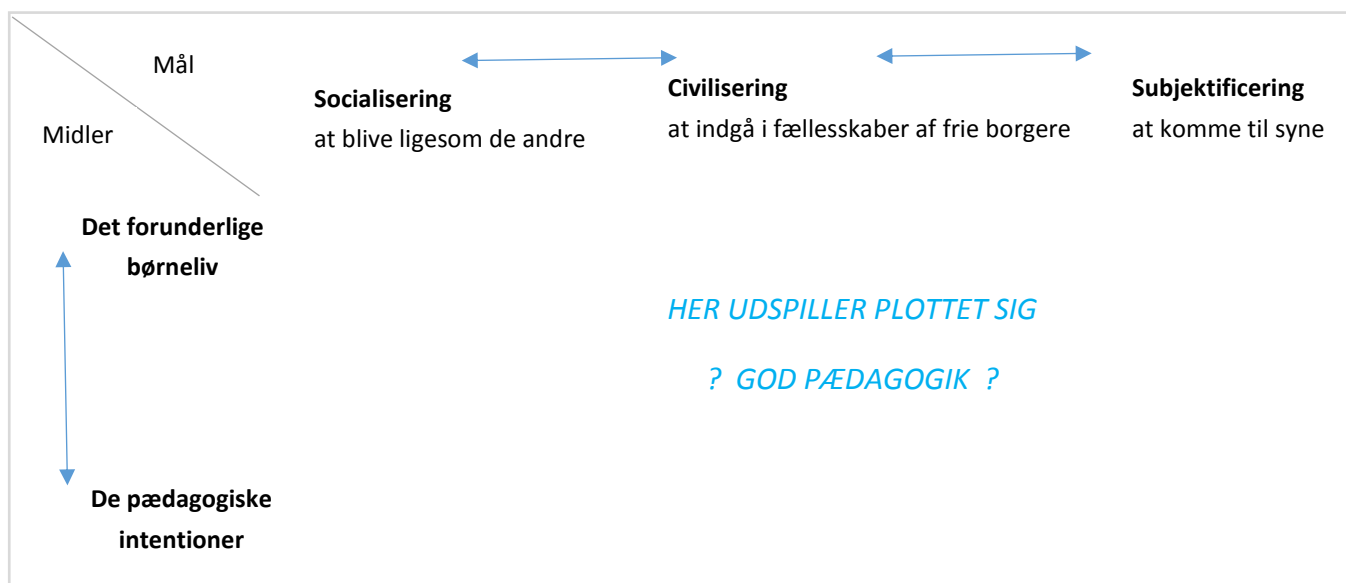 Mål
Midler
Socialisering
at blive ligesom de andre
Civilisering
at indgå i fællesskaber af frie borgere
Subjektificering
at komme til syne
Det forunderlige
børneliv
HER UDSPILLER PLOTTET SIG
? GOD PÆDAGOGIK ?
De pædagogiske
intentioner